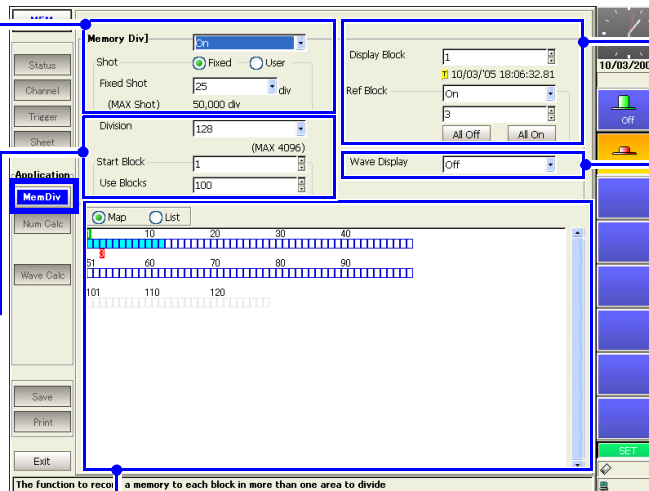 MEM
Status
Channel
Trigger
Sheet
Application
MemDiv
Num Calc
Wave Calc
Save
Print
Exit
Memory Div]
On
Shot
Fixed
User
Fixed Shot
25
div
(MAX Shot)
50,000 div
Division
128
(MAX 4096)
Start Block
1
Use Blocks
100
Display Block
1
T 10/03/'05 18:06:32.81
Ref Block
On
3
All Off
All On
Wave Display
Off
Map
List
1 10 20 30 40
3
51 60 70 80 90
101 110 120
10/03/200
Off
SET
The function to recor a memory to each block in more than one area to divide